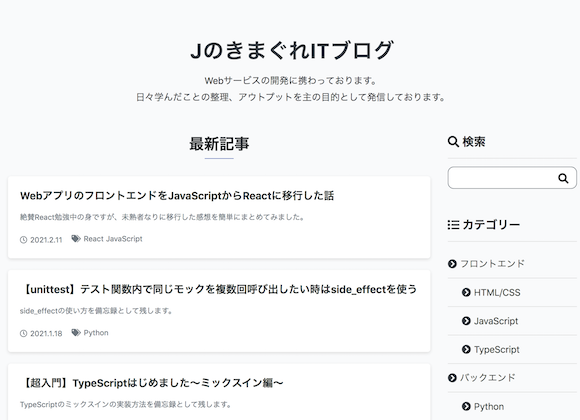 JのきまぐれITブログ
Webサービスの開発に携わっております。
日々学んだことの整理、アウトプットを主の目的として発信しております。
最新記事
WebアプリのフロントエンドをJavaScriptからReactに移行した話
絶賛React勉強中の身ですが、未熟者なりに移行した感想を簡単にまとめてみました。
2021.2.11 React JavaScript
【unittest】テスト関数内で同じモックを複数回呼び出したい時はside_effectを使う
side_effectの使い方を備忘録として残します。
2021.1.18 Python
【超入門】TypeScriptはじめました〜ミックスイン編〜
TypeScriptのミックスインの実装方法を備忘録として残します。
検索
カテゴリー
フロントエンド
HTML/CSS
JavaScript
TypeScript
バックエンド
Python